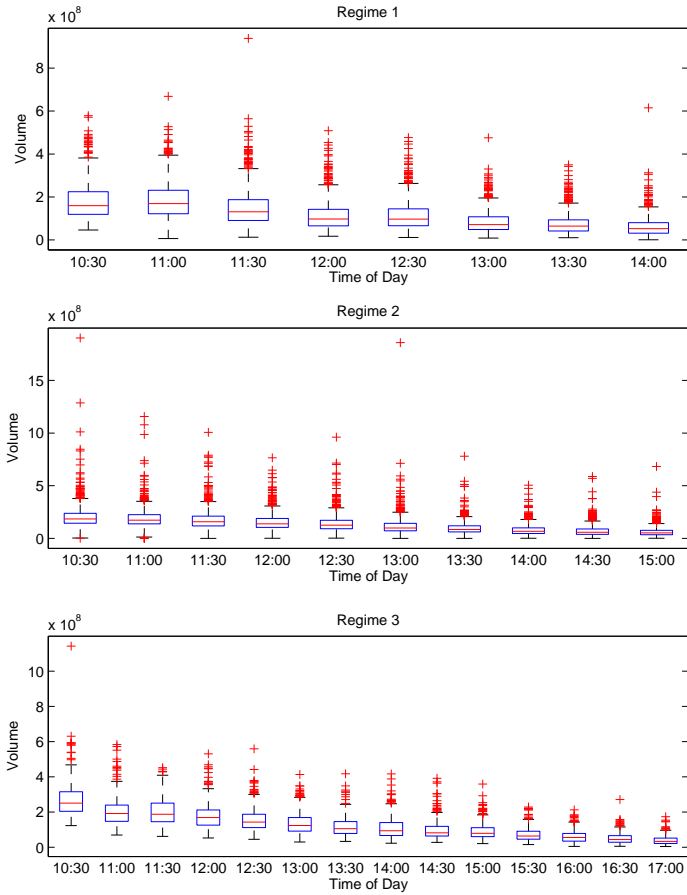 Regime 1
x 10^8
8
6
4
2
0
Volume
10:30 11:00 11:30 12:00 12:30 13:00 13:30 14:00
Time of Day
Regime 2
x 10^8
15
10
5
0
Volume
10:30 11:00 11:30 12:00 12:30 13:00 13:30 14:00 14:30 15:00
Time of Day
Regime 3
x 10^8
10
8
6
4
2
0
Volume
10:30 11:00 11:30 12:00 12:30 13:00 13:30 14:00 14:30 15:00 15:30 16:00 16:30 17:00
Time of Day